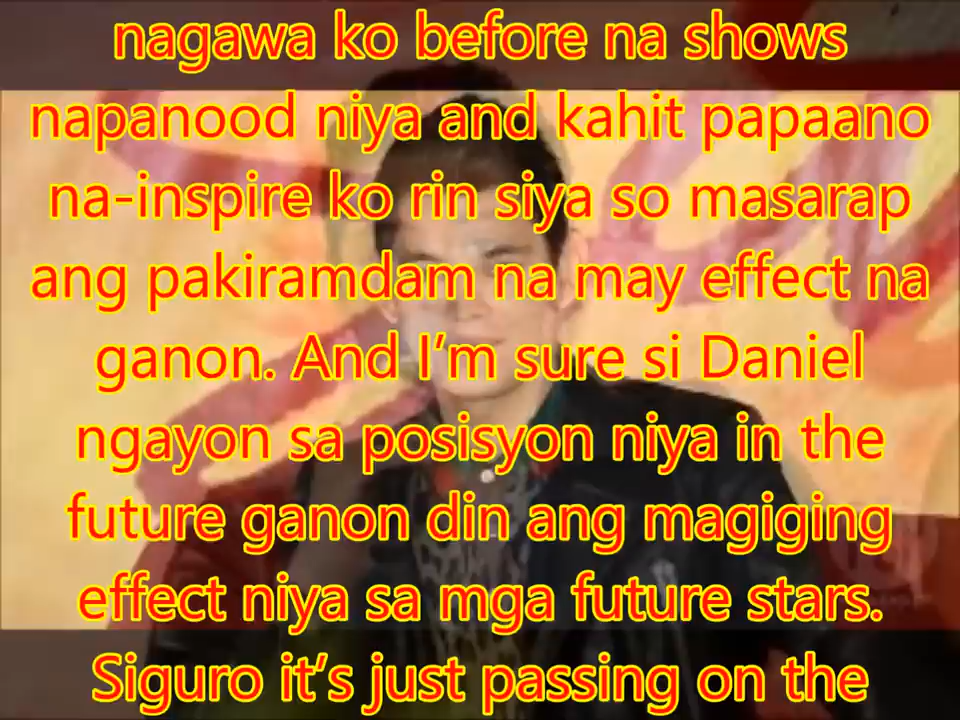 nagawa ko before na shows
napanood niya and kahit papaano
na-inspire ko rin siya so masarap
ang pakiramdam na may effect na
ganon. And I’m sure si Daniel
ngayon sa posisyon niya in the
future ganon din ang magiging
effect niya sa mga future stars.
Siguro it’s just passing on the